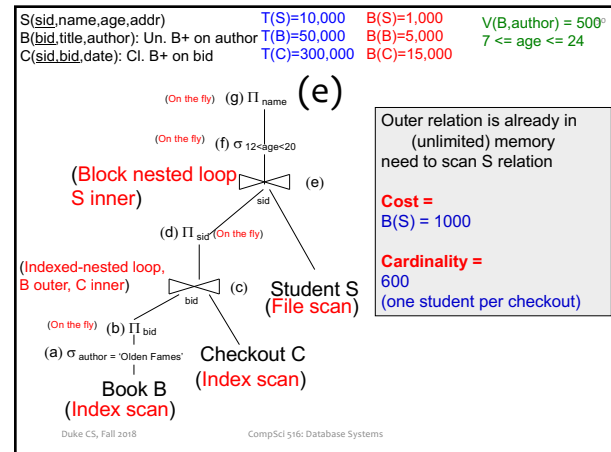 S(sid,name,age,addr)
B(bid,title,author): Un. B+ on author
C(sid,bid,date): Cl. B+ on bid
T(S)=10,000
T(B)=50,000
T(C)=300,000
B(S)=1,000
B(B)=5,000
B(C)=15,000
V(B,author) = 500
7 <= age <= 24
(On the fly)
(g) Π name
(e)
(On the fly)
(f) σ 12<age<20
(Block nested loop
S inner)
(e)
sid
(d) Π sid
(On the fly)
(Indexed-nested loop,
B outer, C inner)
(c)
bid
Student S
(File scan)
(On the fly)
(b) Π bid
(a) σ author = 'Olden Fames'
Checkout C
(Index scan)
Book B
(Index scan)
Outer relation is already in
(unlimited) memory
need to scan S relation
Cost =
B(S) = 1000
Cardinality =
600
(one student per checkout)
Duke CS, Fall 2018
CompSci 516: Database Systems